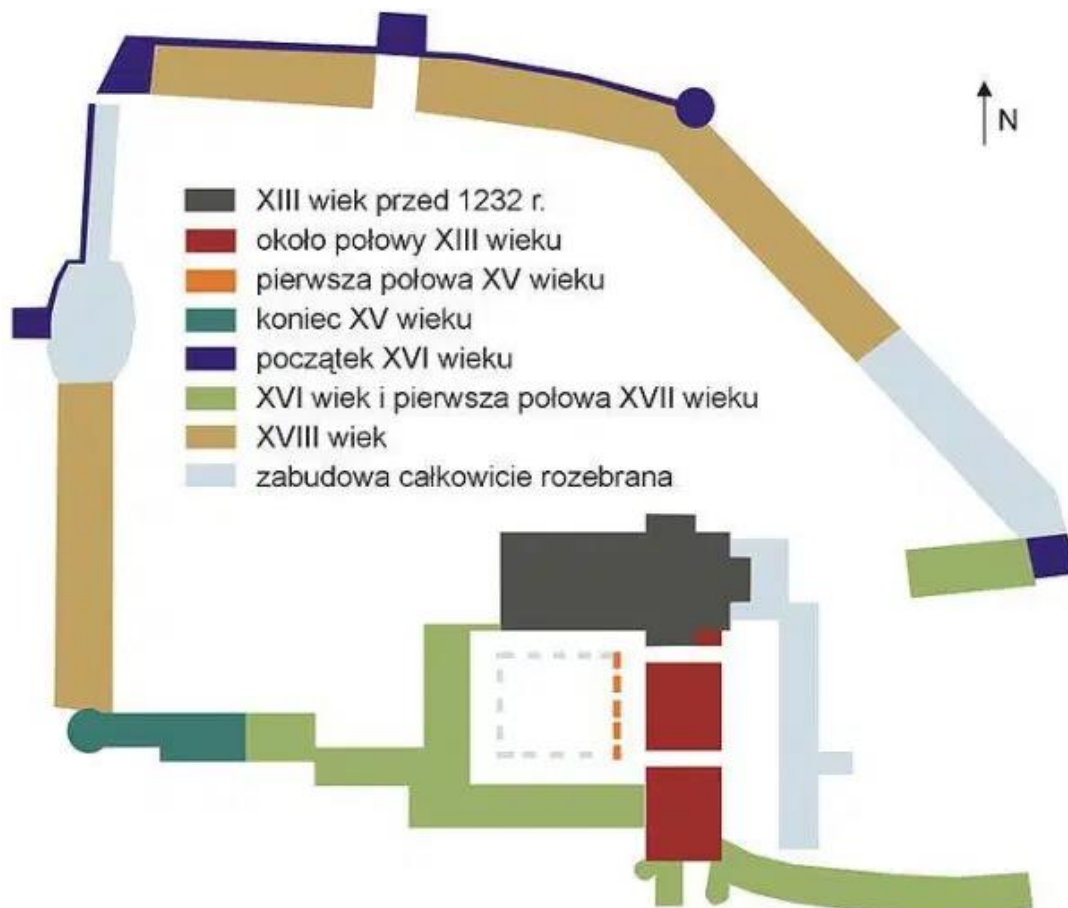 N
XIII wiek przed 1232 r.
około połowy XIII wieku
pierwsza połowa XV wieku
koniec XV wieku
początek XVI wieku
XVI wiek i pierwsza połowa XVII wieku
XVIII wiek
zabudowa całkowicie rozebrana